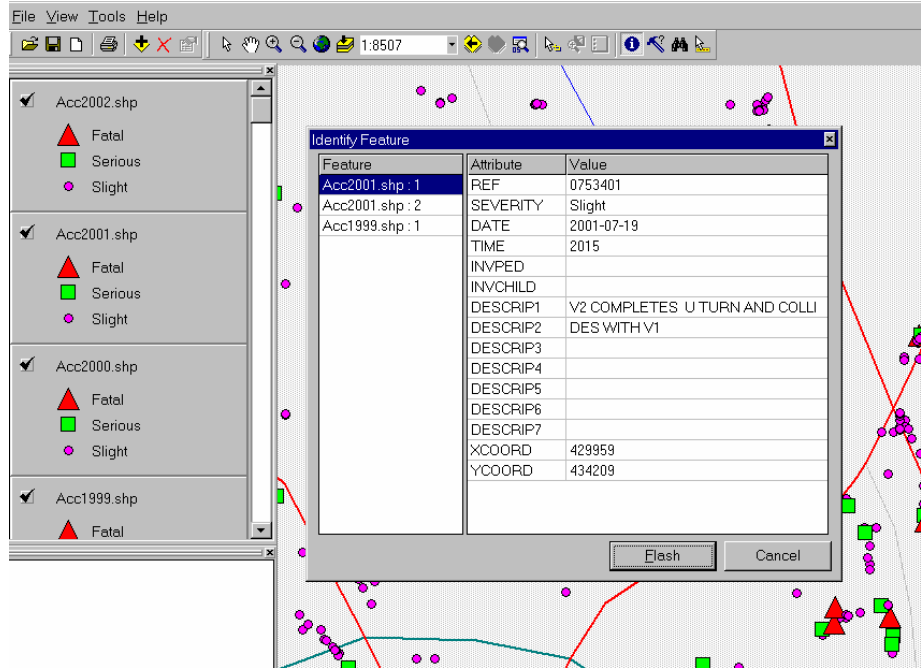 File View Tools Help
1:8507
Acc2002.shp
Fatal
Serious
Slight
Acc2001.shp
Fatal
Serious
Slight
Acc2000.shp
Fatal
Serious
Slight
Acc1999.shp
Fatal
Identify Feature
Feature
Acc2001.shp : 1
Acc2001.shp : 2
Acc1999.shp : 1
Attribute Value
REF 0753401
SEVERITY Slight
DATE 2001-07-19
TIME 2015
INVPED
INVCHILD
DESCRIP1 V2 COMPLETES U TURN AND COLLI
DESCRIP2 DES WITH V1
DESCRIP3
DESCRIP4
DESCRIP5
DESCRIP6
DESCRIP7
XCOORD 429959
YCOORD 434209
Flash Cancel